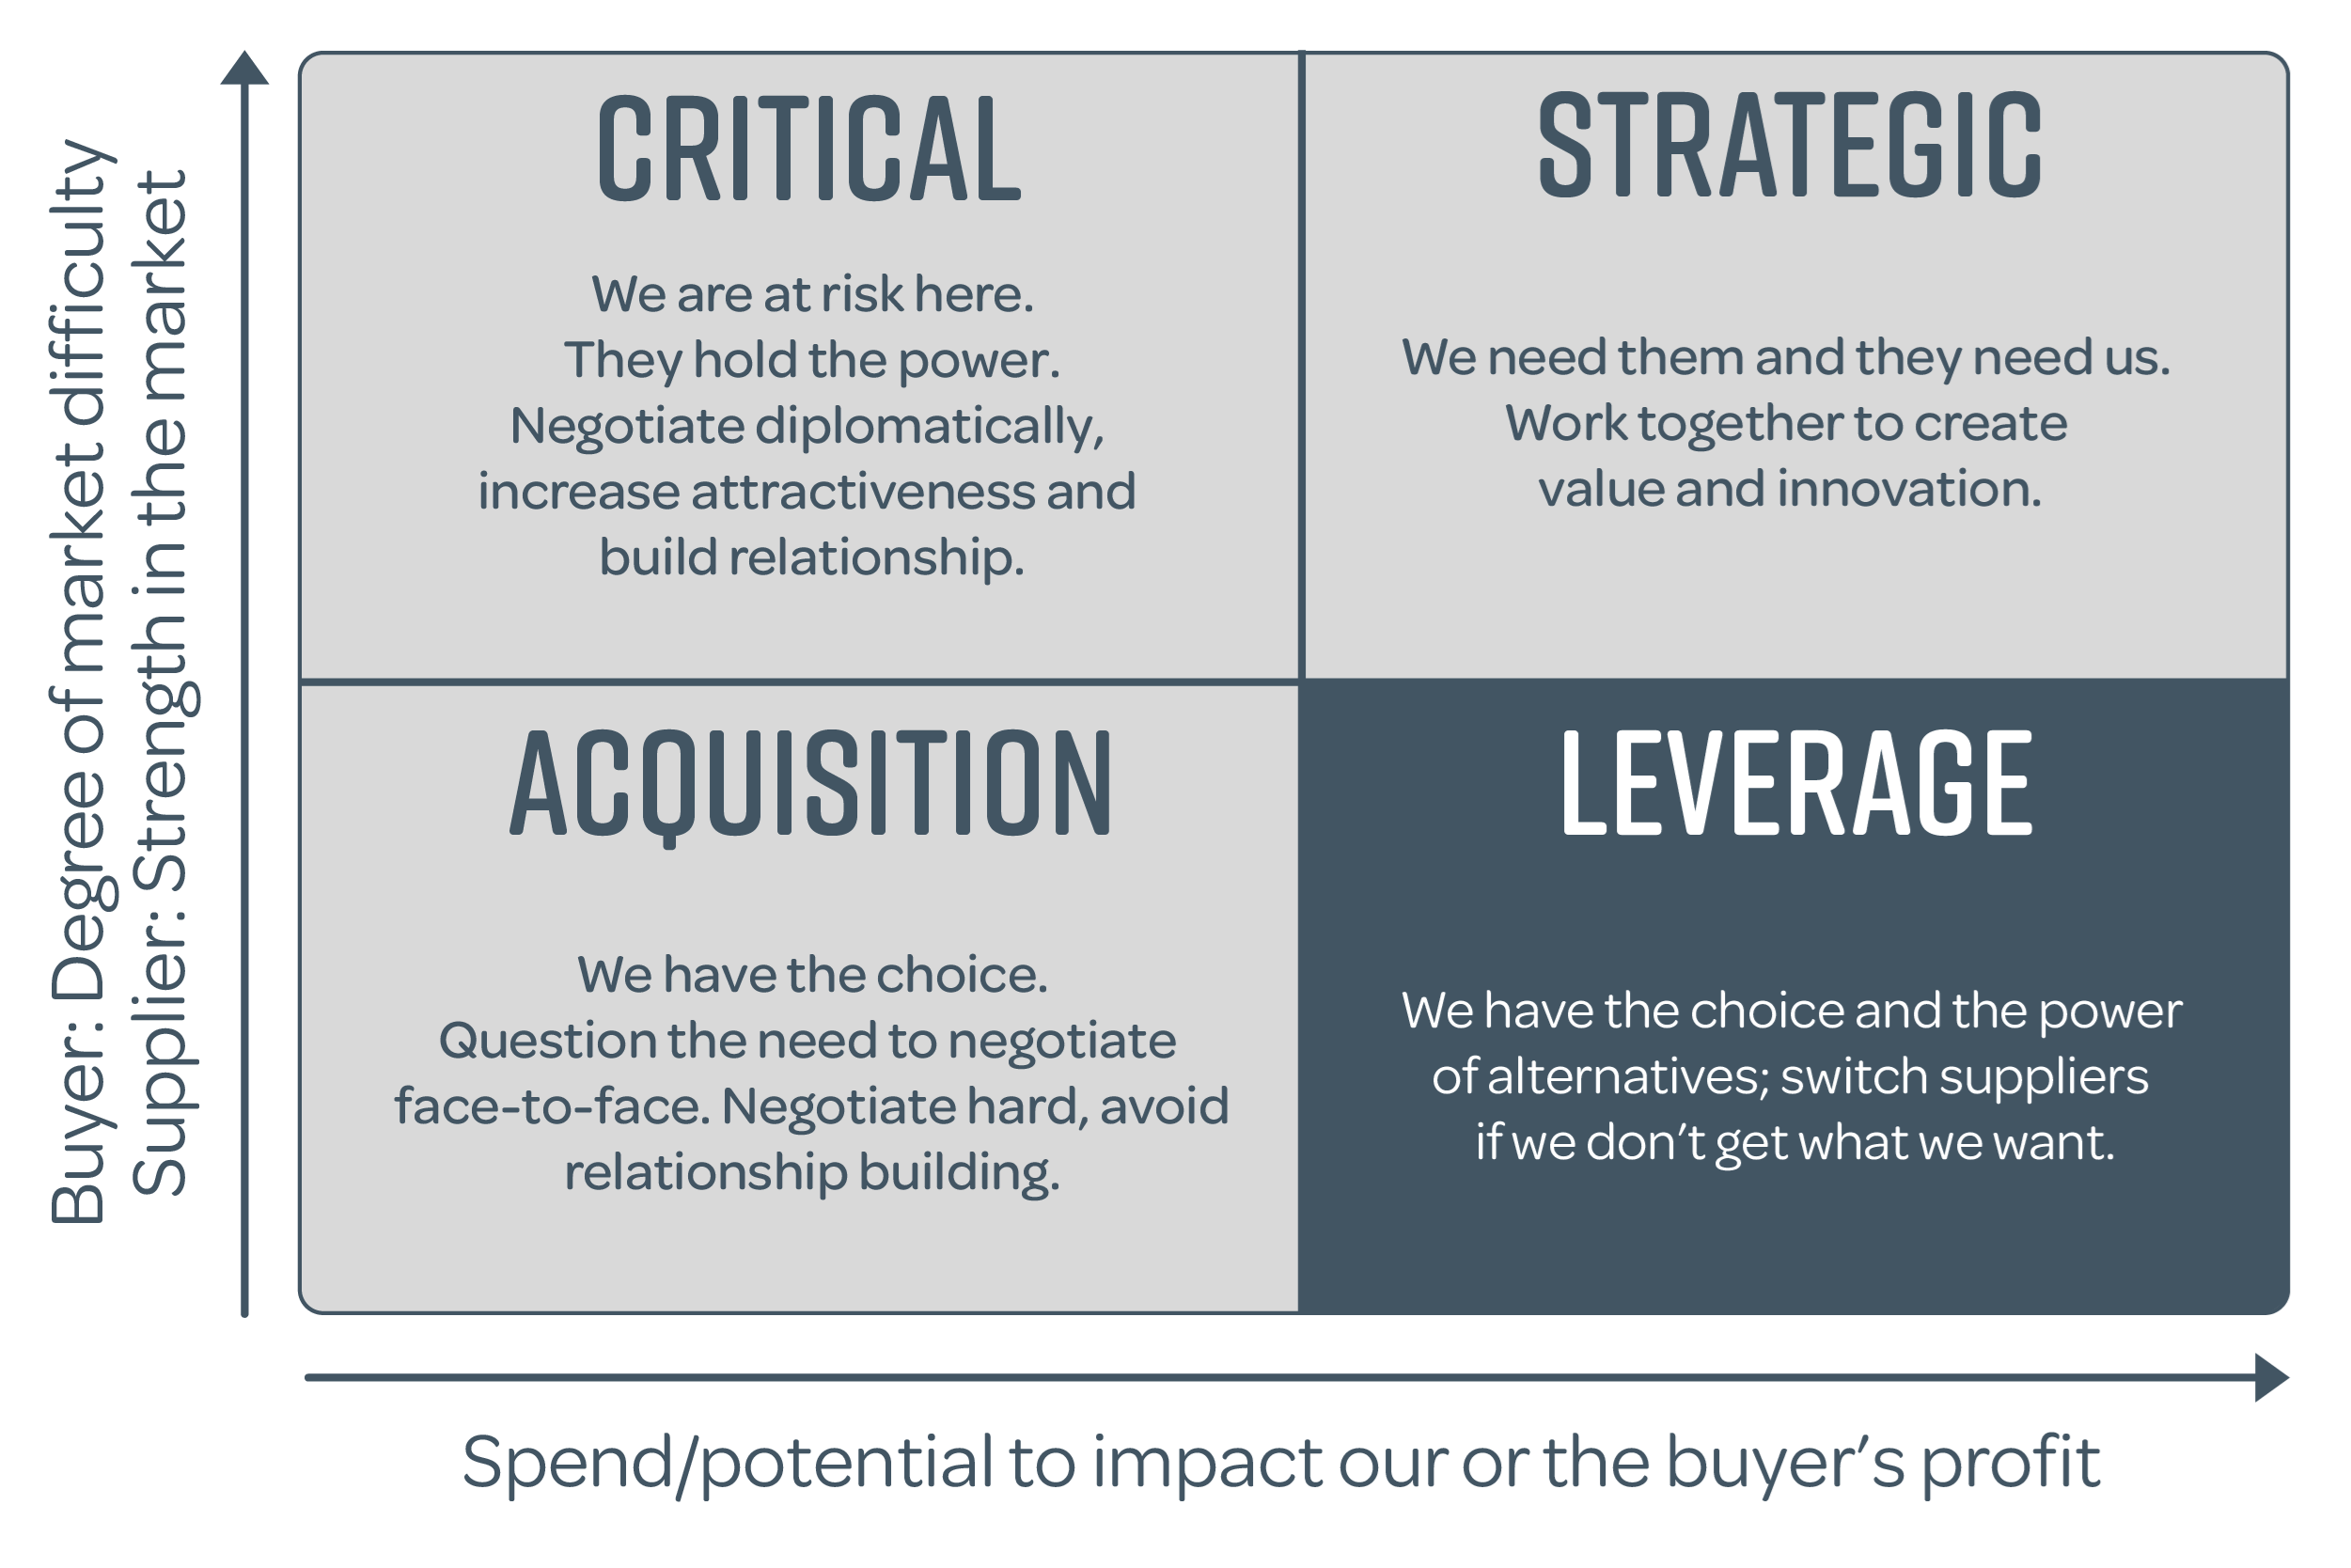 Buyer: Degree of market difficulty
Supplier: Strength in the market
CRITICAL
We are at risk here.
They hold the power.
Negotiate diplomatically,
increase attractiveness and
build relationship.
STRATEGIC
We need them and they need us.
Work together to create
value and innovation.
ACQUISITION
We have the choice.
Question the need to negotiate
face-to-face. Negotiate hard, avoid
relationship building.
LEVERAGE
We have the choice and the power
of alternatives; switch suppliers
if we don't get what we want.
Spend/potential to impact our or the buyer's profit